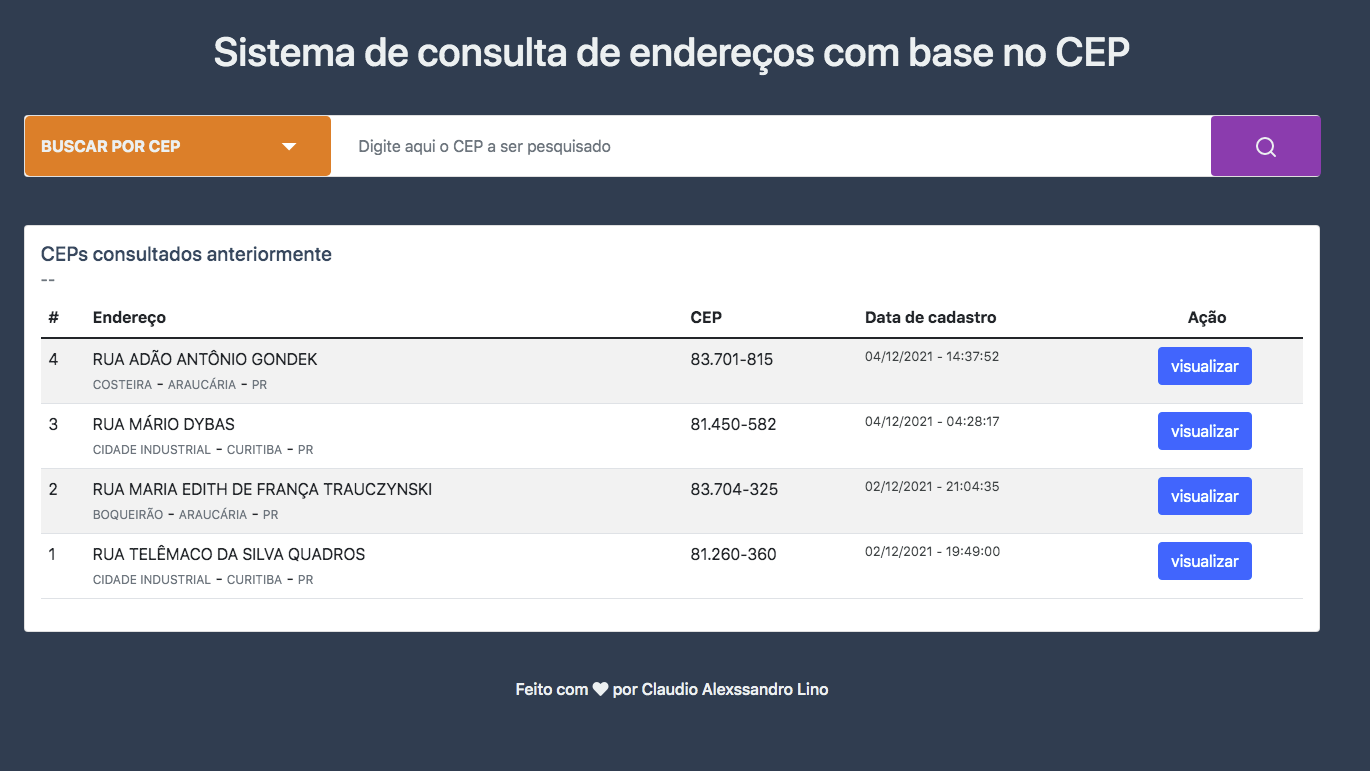 Sistema de consulta de endereços com base no CEP
BUSCAR POR CEP Digite aqui o CEP a ser pesquisado
CEPs consultados anteriormente
--
# Endereço CEP Data de cadastro Ação
4 RUA ADÃO ANTÔNIO GONDEK 83.701-815 04/12/2021 - 14:37:52 visualizar
COSTEIRA - ARAUCÁRIA - PR
3 RUA MÁRIO DYBAS 81.450-582 04/12/2021 - 04:28:17 visualizar
CIDADE INDUSTRIAL - CURITIBA - PR
2 RUA MARIA EDITH DE FRANÇA TRAUCZYNSKI 83.704-325 02/12/2021 - 21:04:35 visualizar
BOQUEIRÃO - ARAUCÁRIA - PR
1 RUA TELÊMACO DA SILVA QUADROS 81.260-360 02/12/2021 - 19:49:00 visualizar
CIDADE INDUSTRIAL - CURITIBA - PR
Feito com ♥ por Claudio Alexssandro Lino